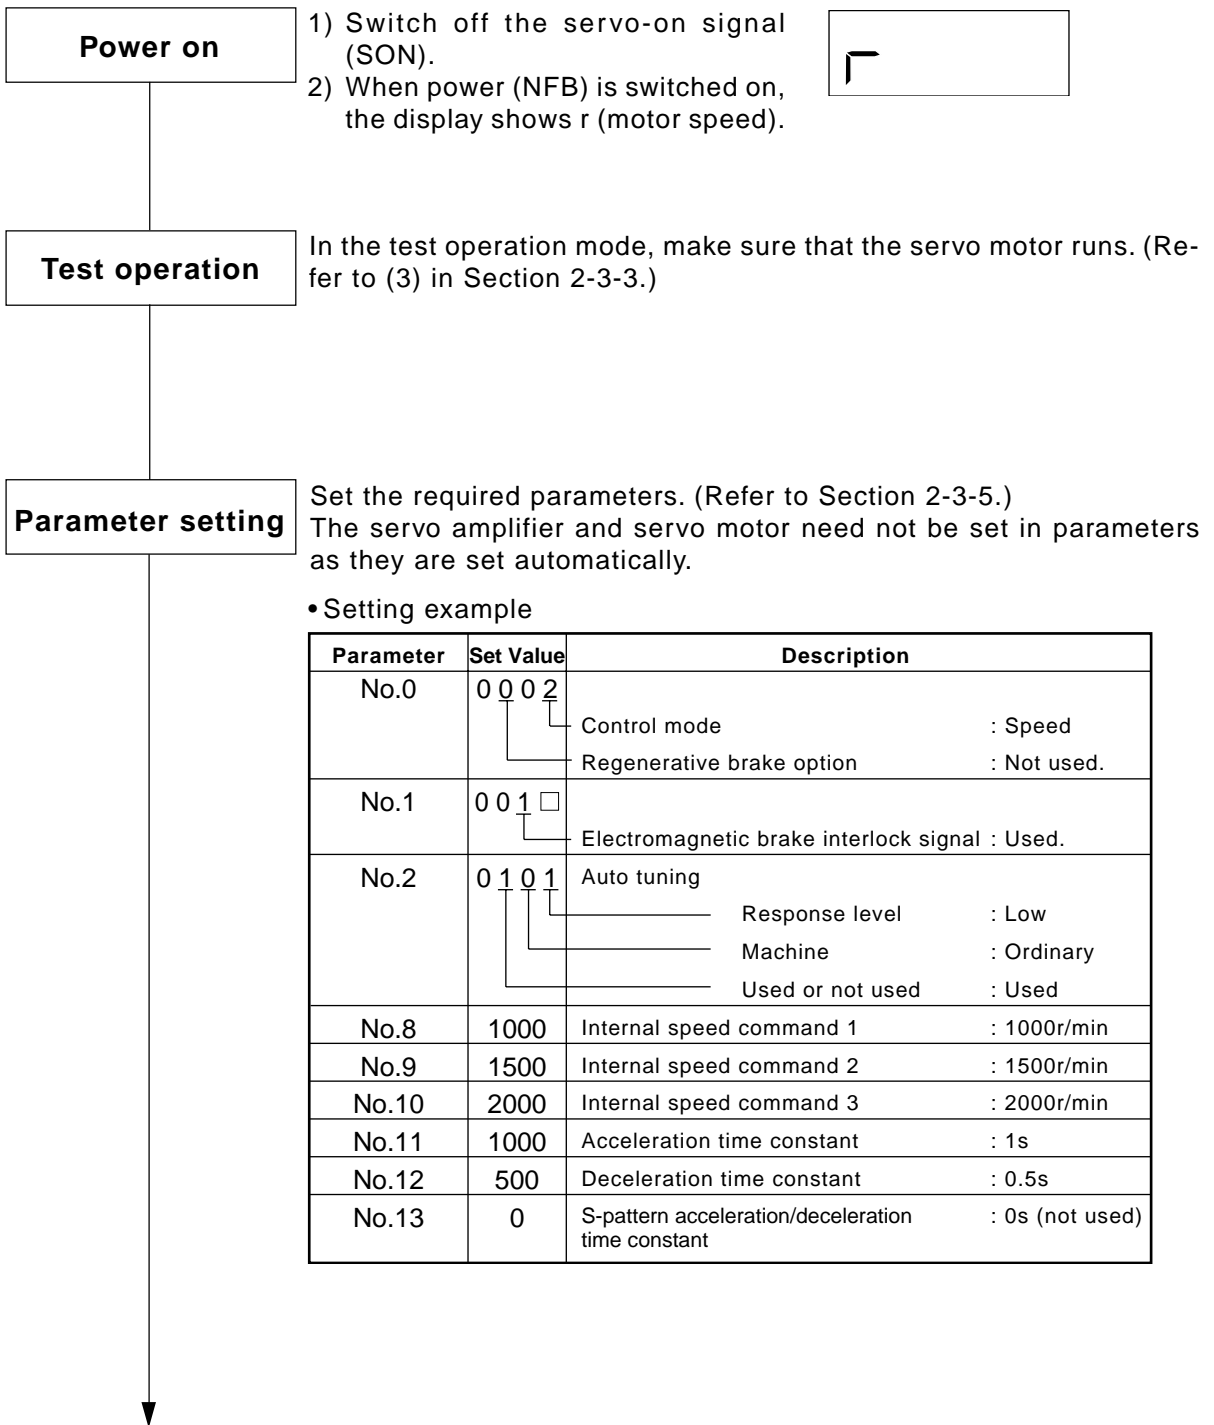 Power on
1) Switch off the servo-on signal
(SON).
2) When power (NFB) is switched on,
the display shows r (motor speed).
r
Test operation
In the test operation mode, make sure that the servo motor runs. (Re-
fer to (3) in Section 2-3-3.)
Parameter setting
Set the required parameters. (Refer to Section 2-3-5.)
The servo amplifier and servo motor need not be set in parameters
as they are set automatically.
• Setting example
Parameter Set Value Description
No.0 0 0 0 2
Control mode : Speed
Regenerative brake option : Not used.
No.1 0 0 1 □
Electromagnetic brake interlock signal : Used.
No.2 0 1 0 1 Auto tuning
Response level : Low
Machine : Ordinary
Used or not used : Used
No.8 1000 Internal speed command 1 : 1000r/min
No.9 1500 Internal speed command 2 : 1500r/min
No.10 2000 Internal speed command 3 : 2000r/min
No.11 1000 Acceleration time constant : 1s
No.12 500 Deceleration time constant : 0.5s
No.13 0 S-pattern acceleration/deceleration : 0s (not used)
time constant